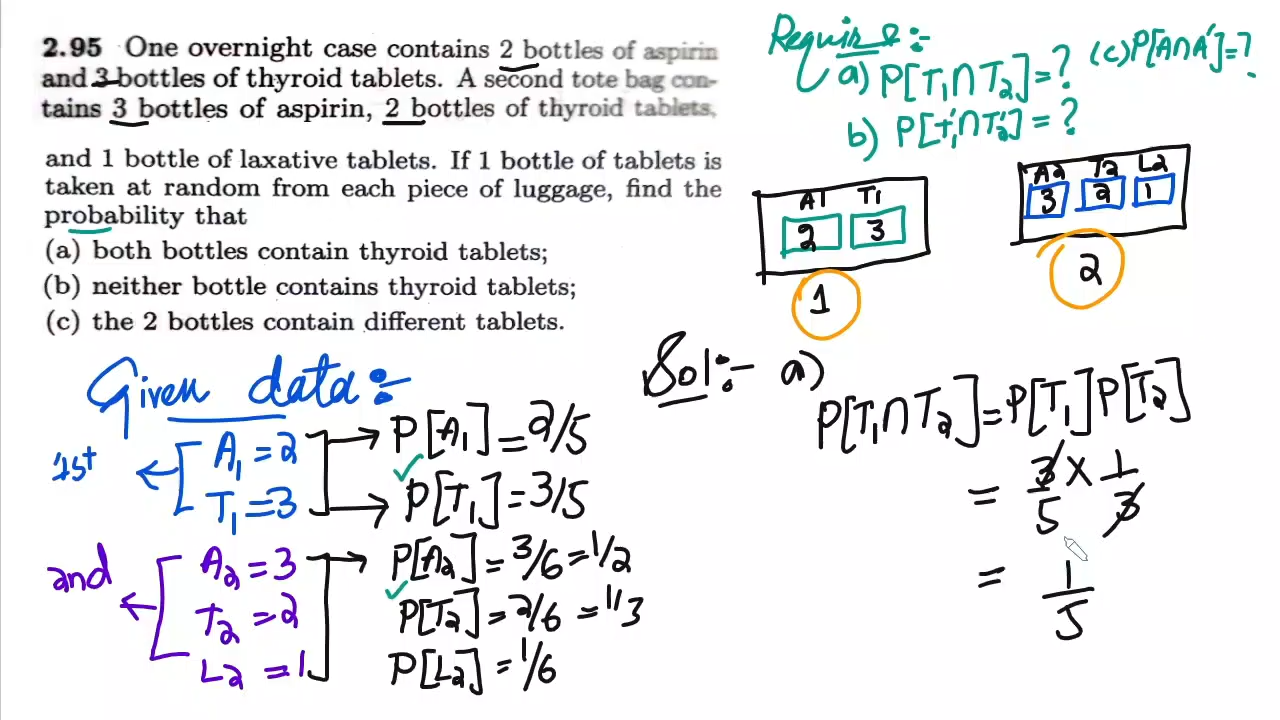 2.95 One overnight case contains 2 bottles of aspirin
and 3 bottles of thyroid tablets. A second tote bag con-
tains 3 bottles of aspirin, 2 bottles of thyroid tablets,
and 1 bottle of laxative tablets. If 1 bottle of tablets is
taken at random from each piece of luggage, find the
probability that
(a) both bottles contain thyroid tablets;
(b) neither bottle contains thyroid tablets;
(c) the 2 bottles contain different tablets.
Require:-
a) P[T₁∩T₂]=?
(c) P[A∩A']=?
b) P[T₁'∩T₂']=?
A1 T1
2 3
1
A2 T2 L2
3 2 1
2
Given data:-
1st
A₁=2
T₁=3
P[A₁]=2/5
P[T₁]=3/5
and
A₂=3
T₂=2
L2=1
P[A₂]=3/6=1/2
P[T₂]=2/6=1/3
P[L2]=1/6
Sol:- a)
P[T₁∩T₂]=P[T₁]P[T₂]
= 3/5 × 1/3
= 1/5